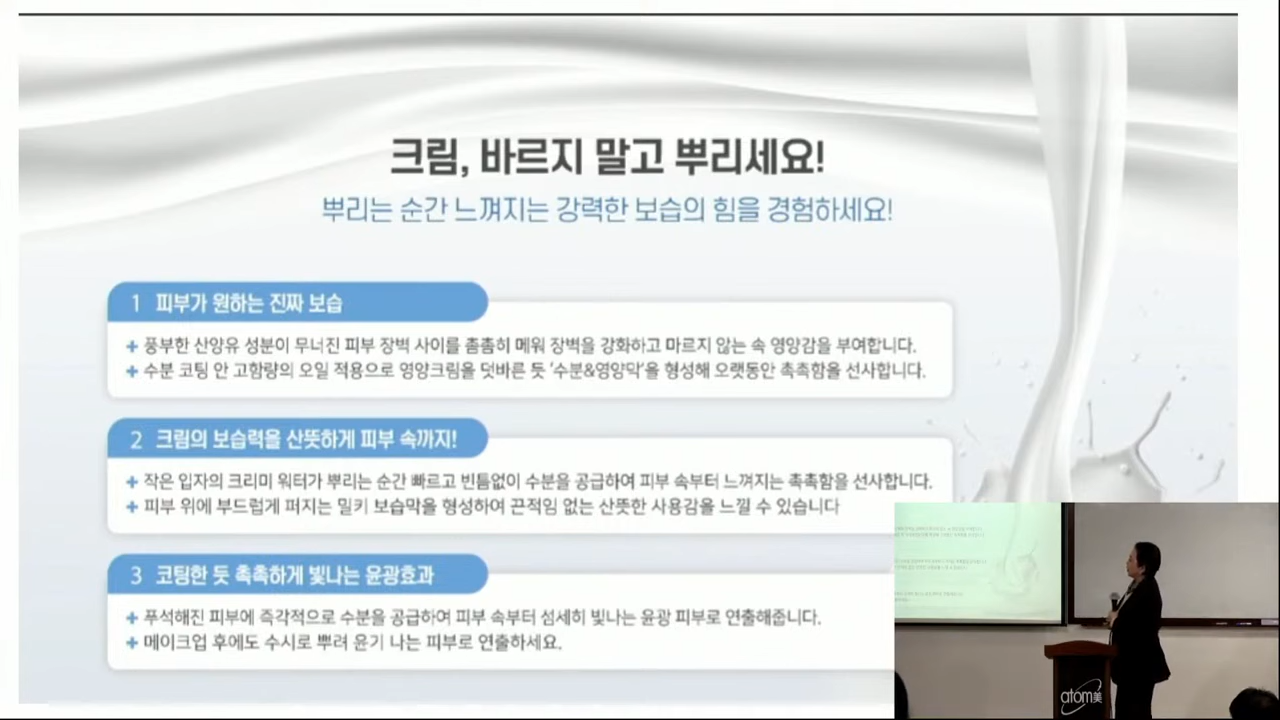 크림, 바르지 말고 뿌리세요!
뿌리는 순간 느껴지는 강력한 보습의 힘을 경험하세요!
1 피부가 원하는 진짜 보습
+ 풍부한 산양유 성분이 무너진 피부 장벽 사이를 촘촘히 메워 장벽을 강화하고 마르지 않는 속 영양감을 부여합니다.
+ 수분 코팅 안 고함량의 오일 적용으로 영양크림을 덧바른 듯 '수분&영양막'을 형성해 오랫동안 촉촉함을 선사합니다.
2 크림의 보습력을 산뜻하게 피부 속까지!
+ 작은 입자의 크리미 워터가 뿌리는 순간 빠르고 빈틈없이 수분을 공급하여 피부 속부터 느껴지는 촉촉함을 선사합니다.
+ 피부 위에 부드럽게 퍼지는 밀키 보습막을 형성하여 끈적임 없는 산뜻한 사용감을 느낄 수 있습니다
3 코팅한 듯 촉촉하게 빛나는 윤광효과
+ 푸석해진 피부에 즉각적으로 수분을 공급하여 피부 속부터 섬세히 빛나는 윤광 피부로 연출해줍니다.
+ 메이크업 후에도 수시로 뿌려 윤기 나는 피부로 연출하세요.
atom美